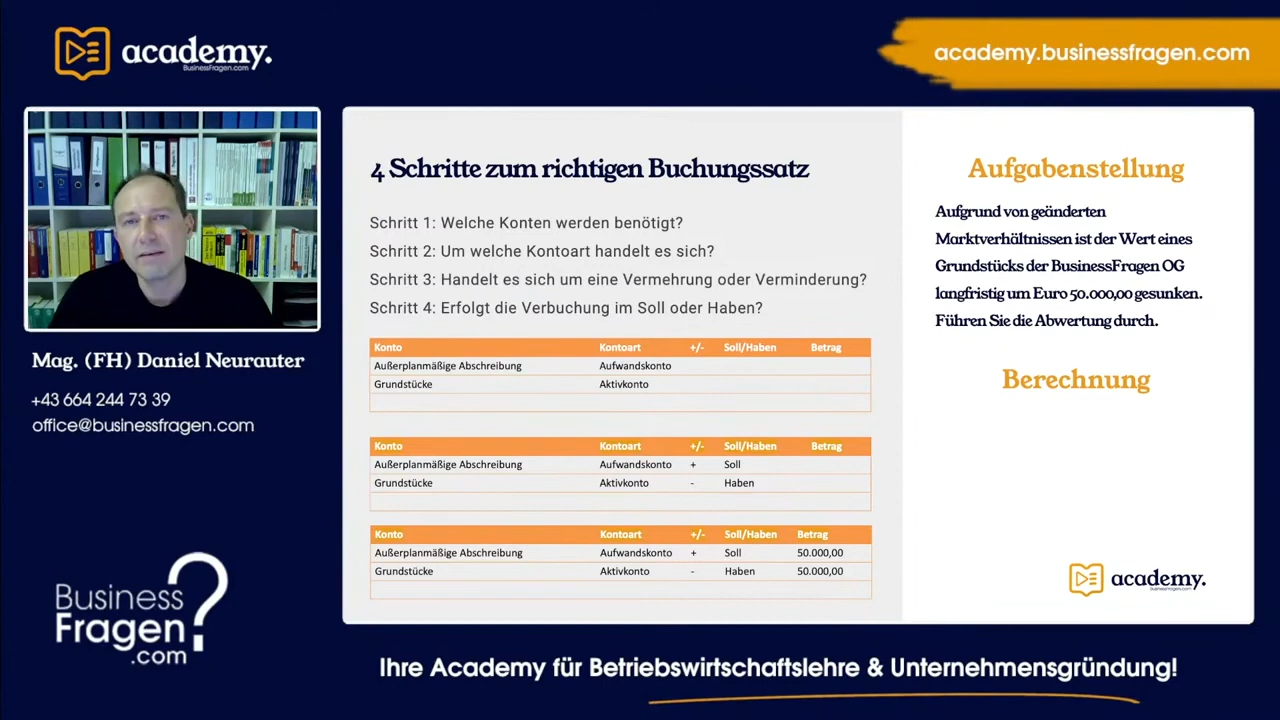 academy.
BusinessFragen.com
academy.businessfragen.com
Mag. (FH) Daniel Neurauter
+43 664 244 73 39
office@businessfragen.com
Business
Fragen
.com
?
4 Schritte zum richtigen Buchungssatz
Schritt 1: Welche Konten werden benötigt?
Schritt 2: Um welche Kontoart handelt es sich?
Schritt 3: Handelt es sich um eine Vermehrung oder Verminderung?
Schritt 4: Erfolgt die Verbuchung im Soll oder Haben?
Konto Kontoart +/- Soll/Haben Betrag
Außerplanmäßige Abschreibung Aufwandskonto
Grundstücke Aktivkonto
Konto Kontoart +/- Soll/Haben Betrag
Außerplanmäßige Abschreibung Aufwandskonto + Soll
Grundstücke Aktivkonto - Haben
Konto Kontoart +/- Soll/Haben Betrag
Außerplanmäßige Abschreibung Aufwandskonto + Soll 50.000,00
Grundstücke Aktivkonto - Haben 50.000,00
Aufgabenstellung
Aufgrund von geänderten
Marktverhältnissen ist der Wert eines
Grundstücks der BusinessFragen OG
langfristig um Euro 50.000,00 gesunken.
Führen Sie die Abwertung durch.
Berechnung
academy.
businessfragen.com
Ihre Academy für Betriebswirtschaftslehre & Unternehmensgründung!